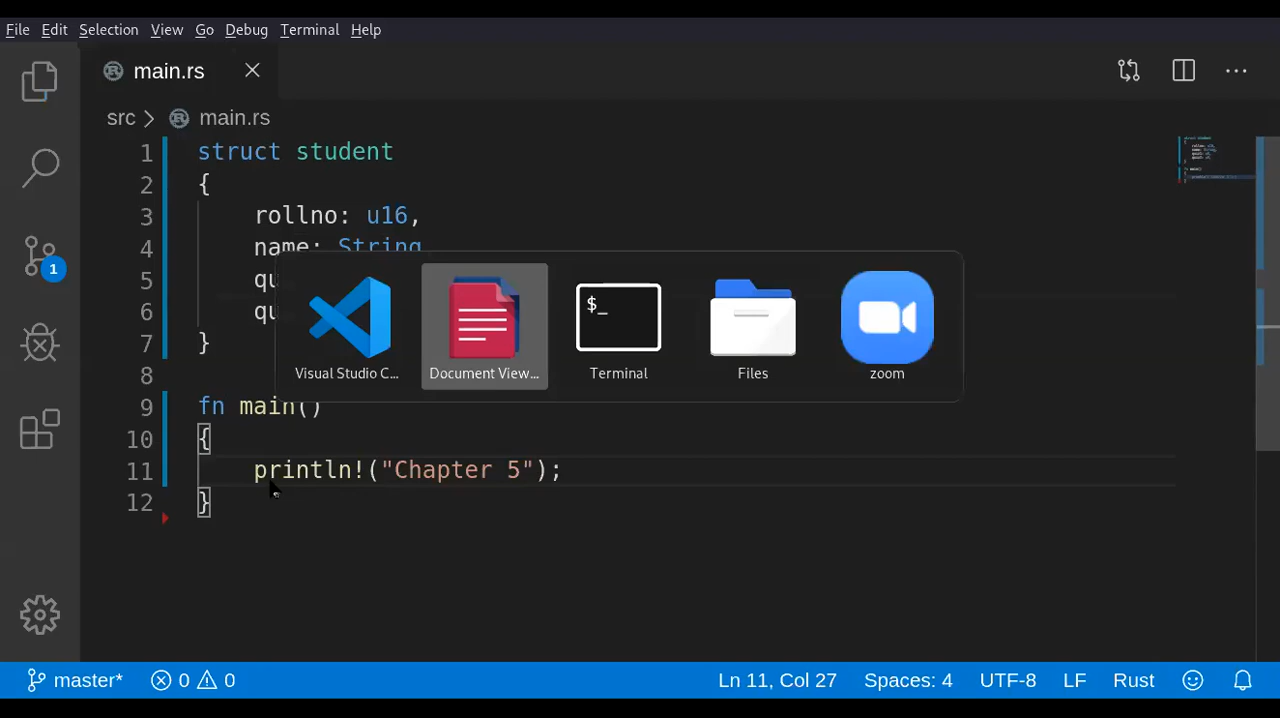 File Edit Selection View Go Debug Terminal Help
main.rs
src > main.rs
1 struct student
2 {
3 rollno: u16,
4 name: String
5 qu
6 qu
7 }
8
9 fn main()
10 {
11 println!("Chapter 5");
12 }
Visual Studio C... Document View... Terminal Files zoom
$_
1
master* 0 0 Ln 11, Col 27 Spaces: 4 UTF-8 LF Rust